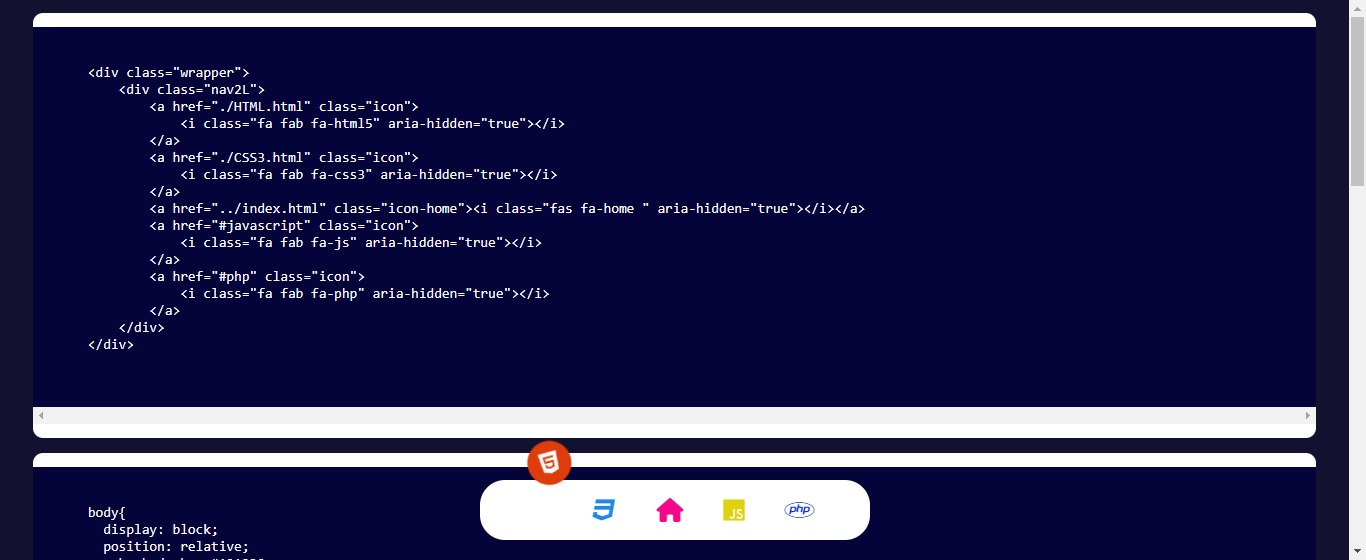 <div class="wrapper">
    <div class="nav2L">
        <a href="./HTML.html" class="icon">
            <i class="fa fab fa-html5" aria-hidden="true"></i>
        </a>
        <a href="./CSS3.html" class="icon">
            <i class="fa fab fa-css3" aria-hidden="true"></i>
        </a>
        <a href="../index.html" class="icon-home"><i class="fas fa-home " aria-hidden="true"></i></a>
        <a href="#javascript" class="icon">
            <i class="fa fab fa-js" aria-hidden="true"></i>
        </a>
        <a href="#php" class="icon">
            <i class="fa fab fa-php" aria-hidden="true"></i>
        </a>
    </div>
</div>
body{
  display: block;
  position: relative;
JS
php